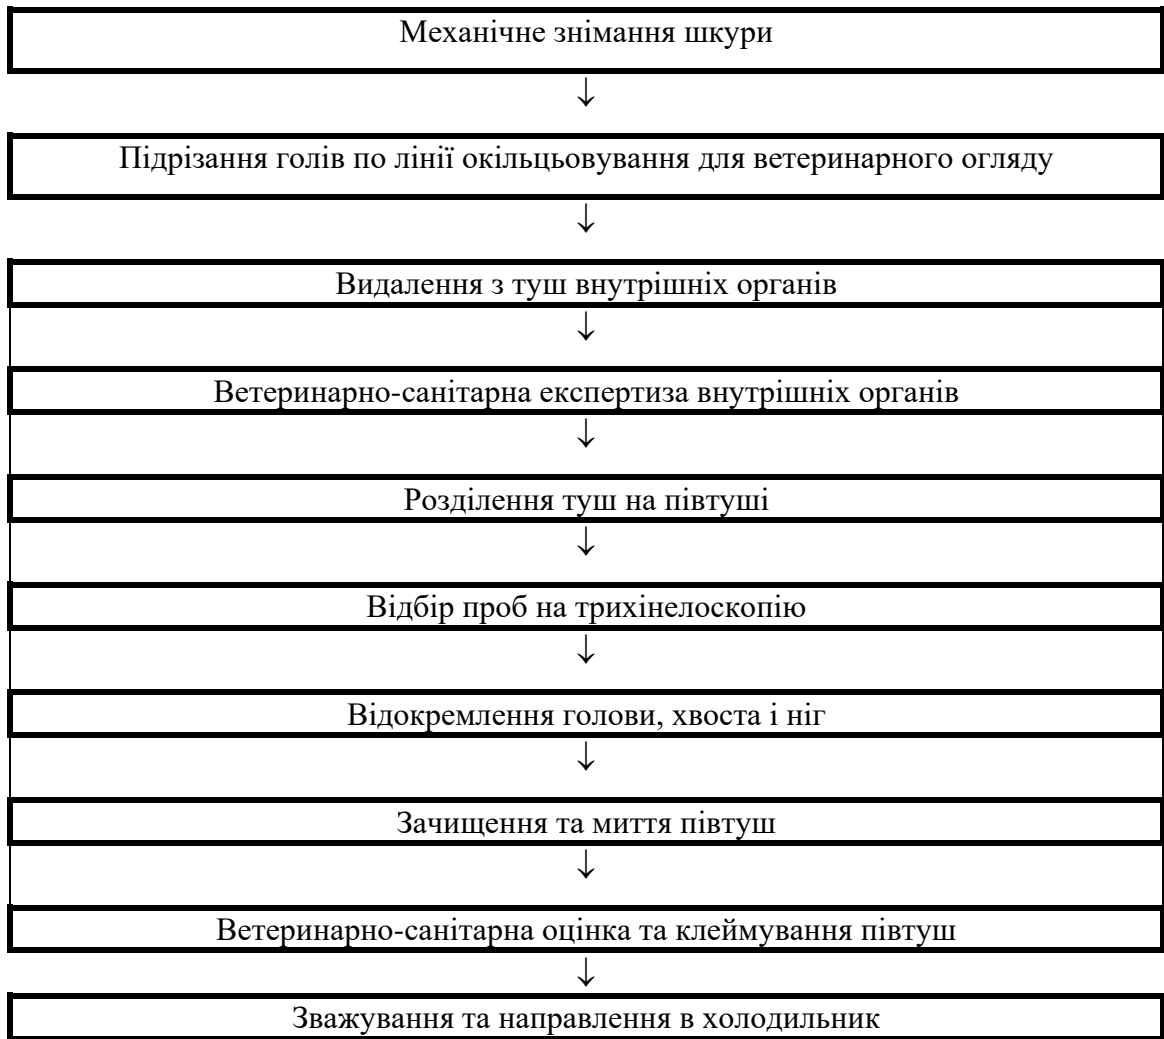 Механічне знімання шкури
↓
Підрізання голів по лінії окільцьовування для ветеринарного огляду
↓
Видалення з туш внутрішніх органів
↓
Ветеринарно-санітарна експертиза внутрішніх органів
↓
Розділення туш на півтуші
↓
Відбір проб на трихінелоскопію
↓
Відокремлення голови, хвоста і ніг
↓
Зачищення та миття півтуш
↓
Ветеринарно-санітарна оцінка та клеймування півтуш
↓
Зважування та направлення в холодильник